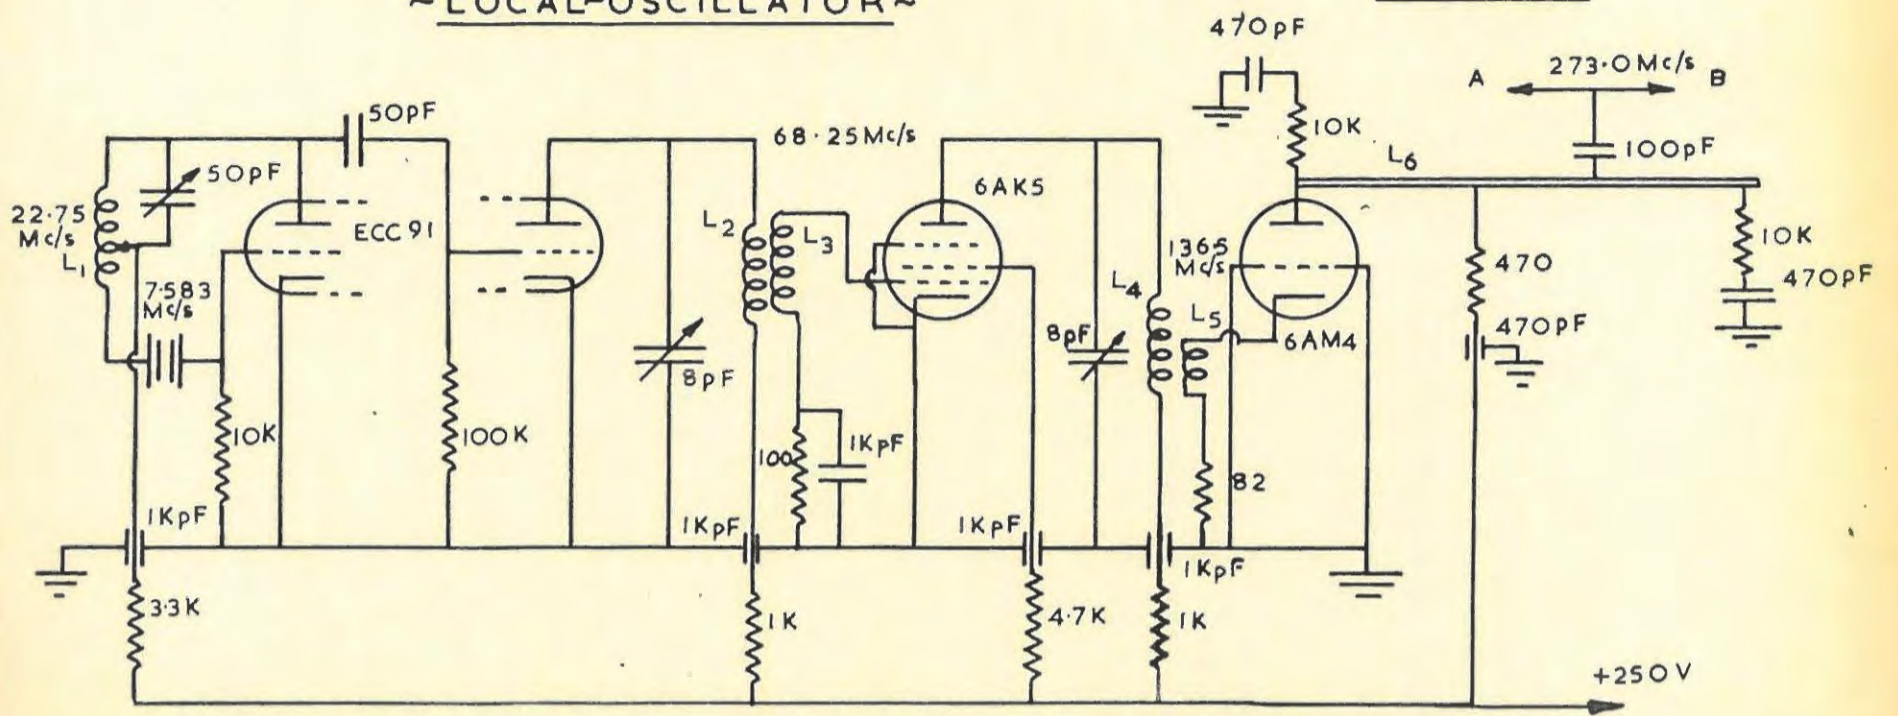 ~LOCAL-OSCILLATOR~
470pF
A
273·0Mc/s
B
50pF
10K
100pF
68·25Mc/s
L6
50pF
6AK5
22·75
Mc/s
L1
ECC91
L2
L3
1365
Mc/s
10K
470
470pF
7·583
Mc/s
L4
L5
6AM4
8pF
470pF
8pF
10K
100K
100
1KpF
82
1KpF
1KpF
1KpF
1KpF
3·3K
1K
4·7K
1K
+250V